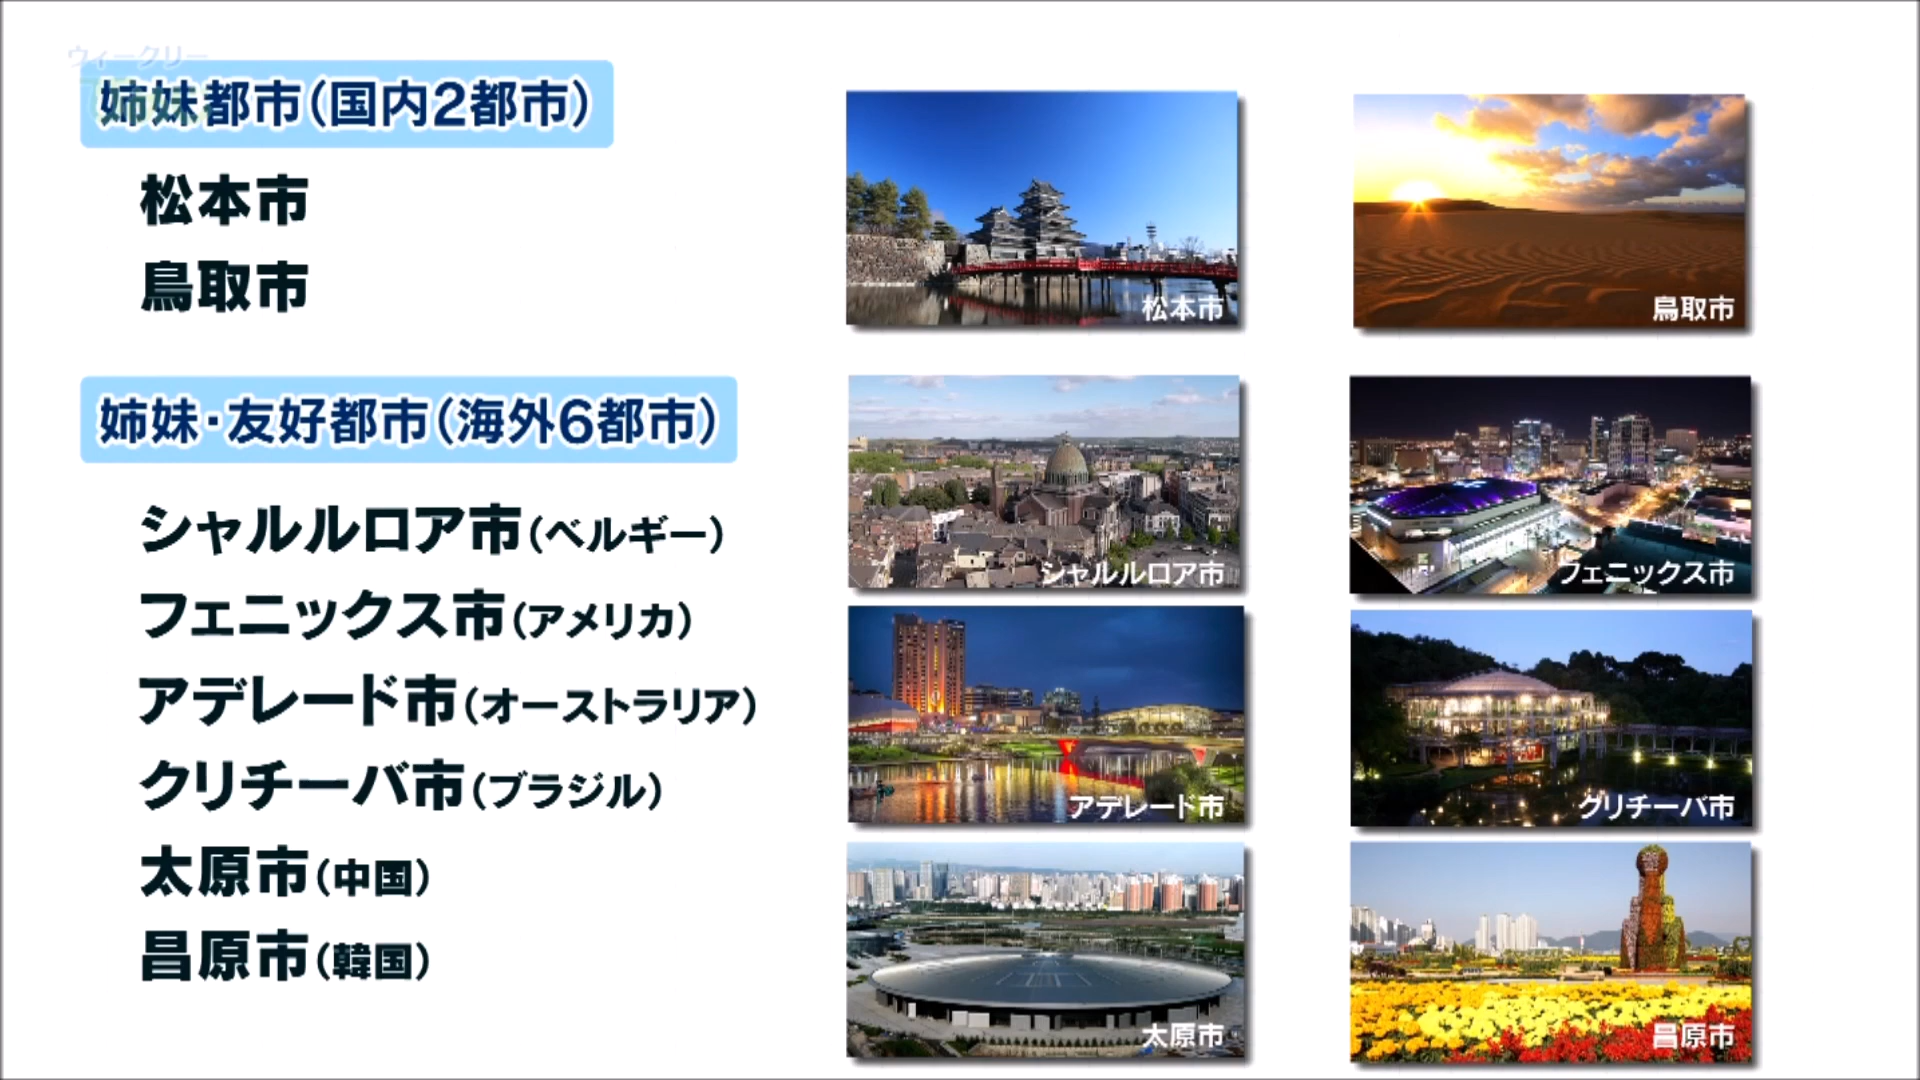 ウィークリー
姉妹都市(国内2都市)
松本市
鳥取市
松本市
鳥取市
姉妹・友好都市(海外6都市)
シャルルロア市(ベルギー)
フェニックス市(アメリカ)
アデレード市(オーストラリア)
クリチーバ市(ブラジル)
太原市(中国)
昌原市(韓国)
シャルルロア市
フェニックス市
アデレード市
クリチーバ市
太原市
昌原市